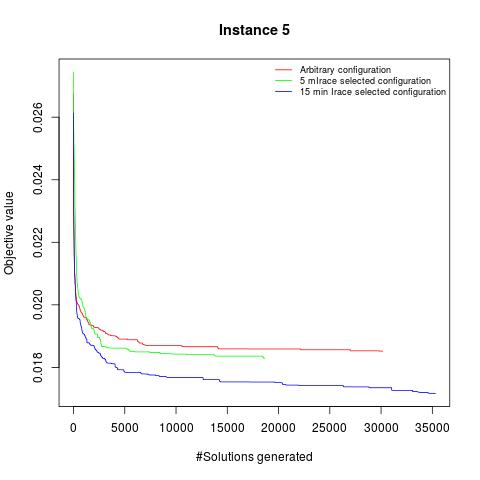 Instance 5
Arbitrary configuration
5 mIrace selected configuration
15 min Irace selected configuration
Objective value
0.026
0.024
0.022
0.020
0.018
0 5000 10000 15000 20000 25000 30000 35000
#Solutions generated